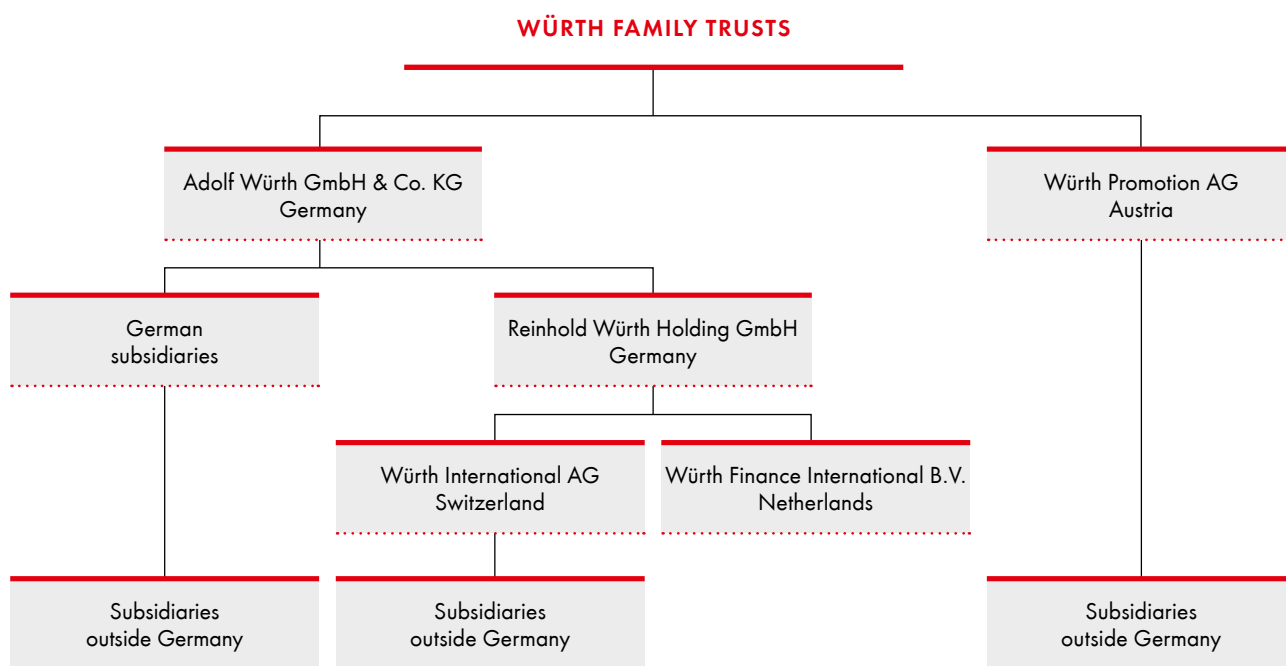 WÜRTH FAMILY TRUSTS
Adolf Würth GmbH & Co. KG
Germany
Würth Promotion AG
Austria
German
subsidiaries
Reinhold Würth Holding GmbH
Germany
Würth International AG
Switzerland
Würth Finance International B.V.
Netherlands
Subsidiaries
outside Germany
Subsidiaries
outside Germany
Subsidiaries
outside Germany